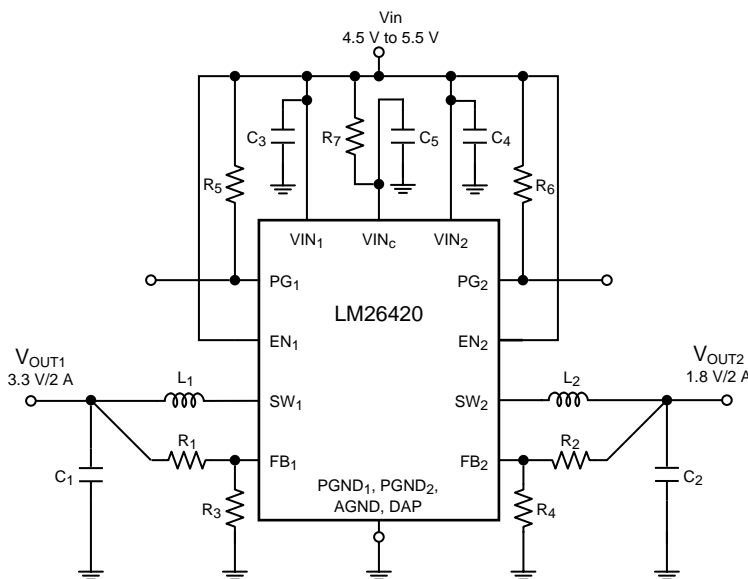 Vin
4.5 V to 5.5 V
C3
R7
C5
C4
R5
R6
VIN1
VINC
VIN2
PG1
PG2
LM26420
EN1
EN2
VOUT1
3.3 V/2 A
L1
SW1
SW2
L2
VOUT2
1.8 V/2 A
R1
FB1
FB2
R2
C1
R3
PGND1, PGND2,
AGND, DAP
R4
C2